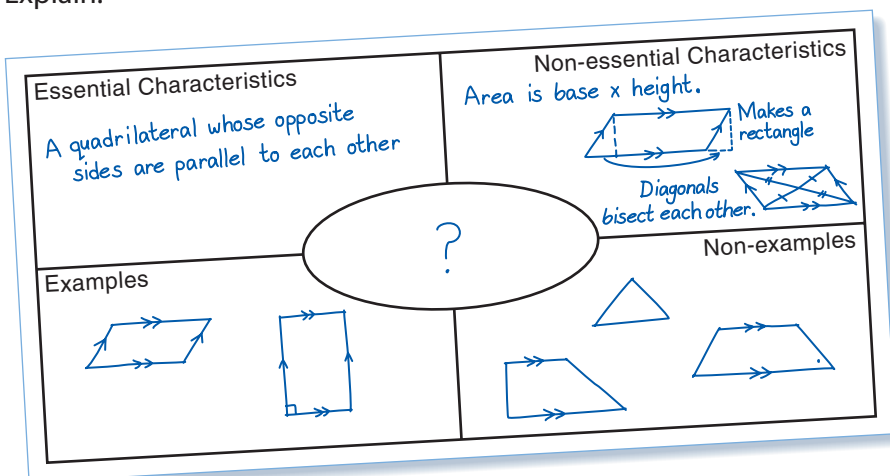 Explain.
Essential Characteristics
A quadrilateral whose opposite
sides are parallel to each other
Non-essential Characteristics
Area is base x height.
Makes a
rectangle
Diagonals
bisect each other.
?
Examples
Non-examples